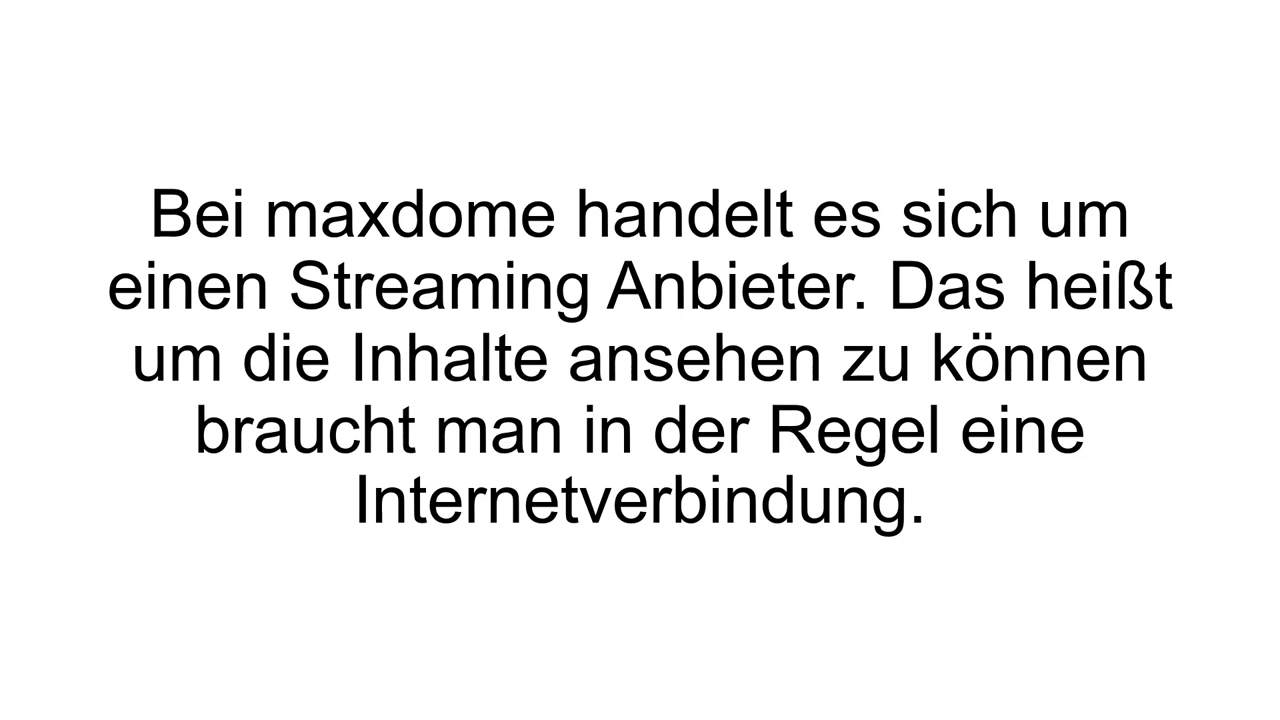 Bei maxdome handelt es sich um
einen Streaming Anbieter. Das heißt
um die Inhalte ansehen zu können
braucht man in der Regel eine
Internetverbindung.